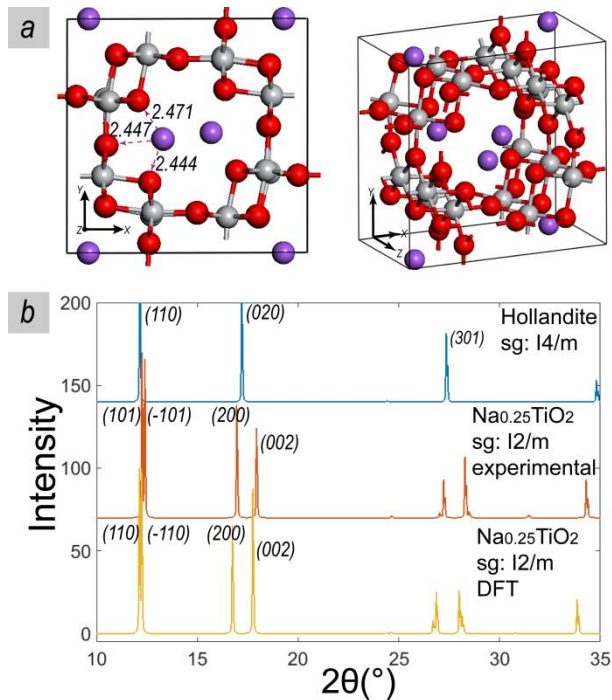 a
2.471
2.447
2.444
Y
Z
X
Y
X
Z
b
200
150
100
50
0
Intensity
(110)
(020)
(301)
Hollandite
sg: I4/m
(101)
(-101)
(200)
(002)
Na0.25TiO2
sg: I2/m
experimental
(110)
(-110)
(200)
(002)
Na0.25TiO2
sg: I2/m
DFT
10
15
20
25
30
35
2θ(°)